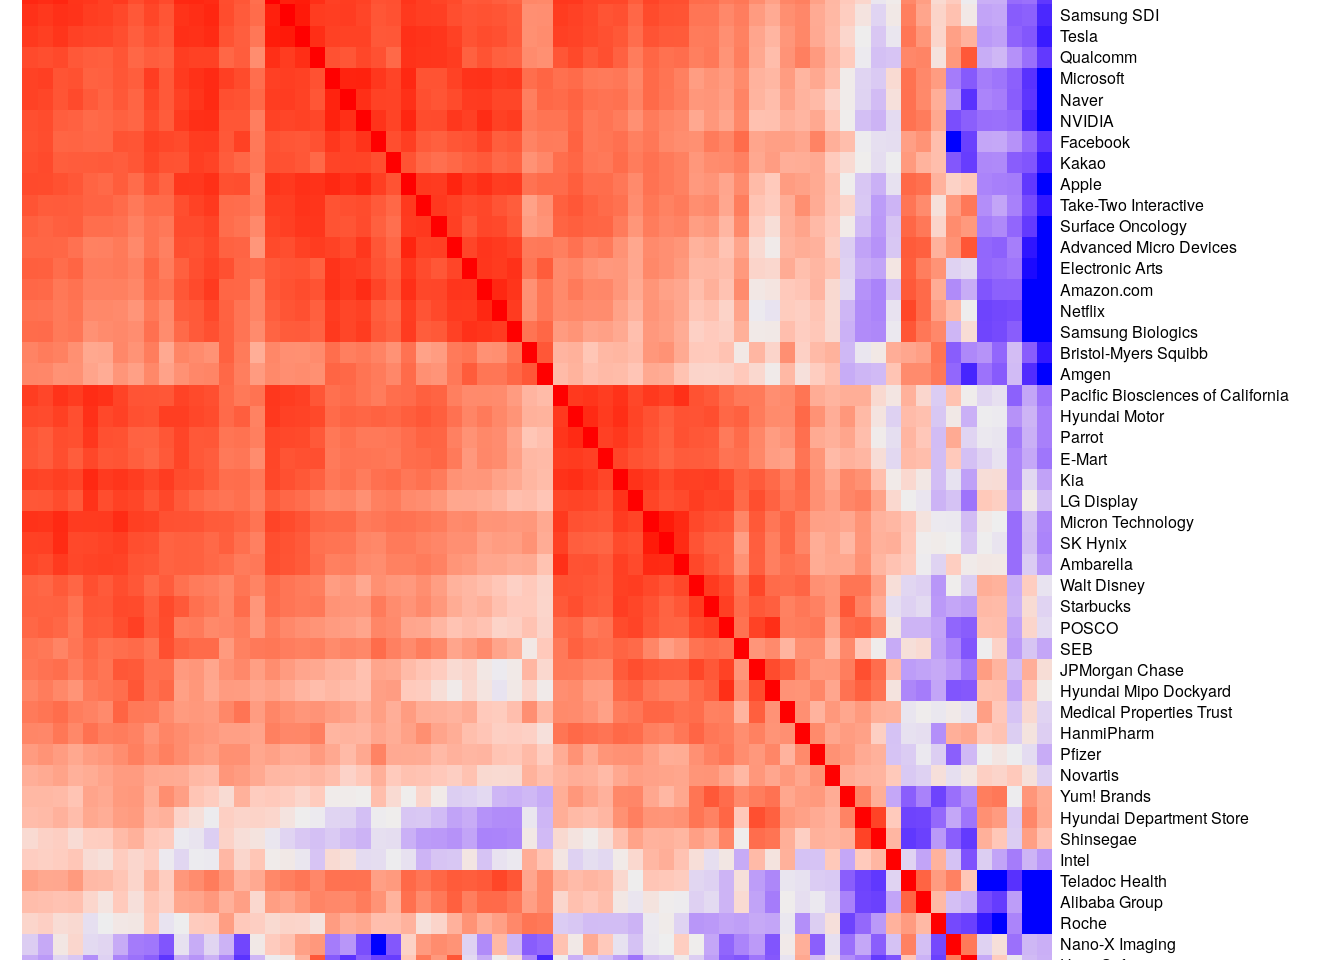 Samsung SDI
Tesla
Qualcomm
Microsoft
Naver
NVIDIA
Facebook
Kakao
Apple
Take-Two Interactive
Surface Oncology
Advanced Micro Devices
Electronic Arts
Amazon.com
Netflix
Samsung Biologics
Bristol-Myers Squibb
Amgen
Pacific Biosciences of California
Hyundai Motor
Parrot
E-Mart
Kia
LG Display
Micron Technology
SK Hynix
Ambarella
Walt Disney
Starbucks
POSCO
SEB
JPMorgan Chase
Hyundai Mipo Dockyard
Medical Properties Trust
HanmiPharm
Pfizer
Novartis
Yum! Brands
Hyundai Department Store
Shinsegae
Intel
Teladoc Health
Alibaba Group
Roche
Nano-X Imaging